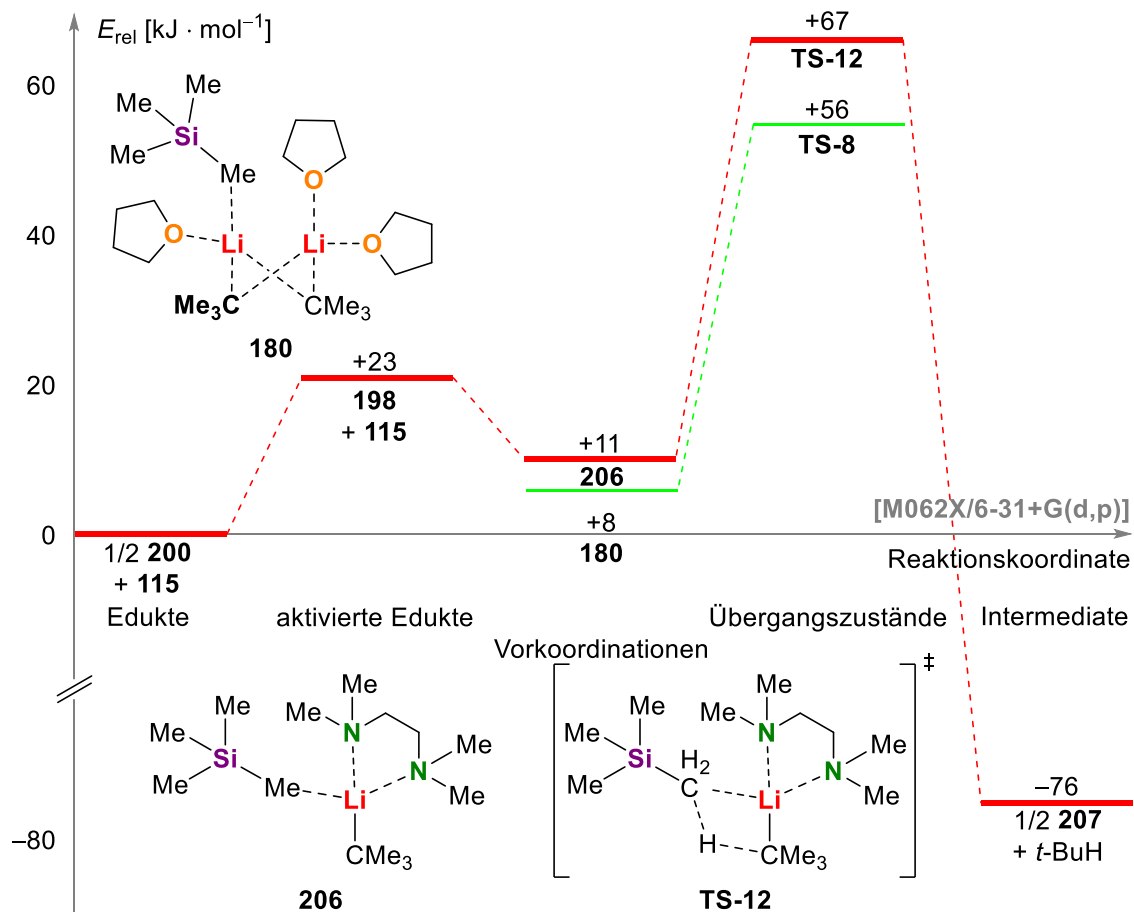 E_rel [kJ · mol⁻¹]
60
40
20
0
–80
Me
Me
Me
Si
Me
O
O
O
Li
Li
Me₃C
CMe₃
180
+67
TS-12
+56
TS-8
+23
198
+ 115
+11
206
+8
180
[M062X/6-31+G(d,p)]
Reaktionskoordinate
1/2 200
+ 115
Edukte
aktivierte Edukte
Vorkoordinationen
Übergangszustände
Intermediate
Me
Me
Me
Si
Me
Me
Me
N
N
Me
Me
Li
CMe₃
206
‡
Me
Me
Me
Si
H₂
C
H
Me
Me
N
N
Me
Me
Li
CMe₃
TS-12
–76
1/2 207
+ t-BuH